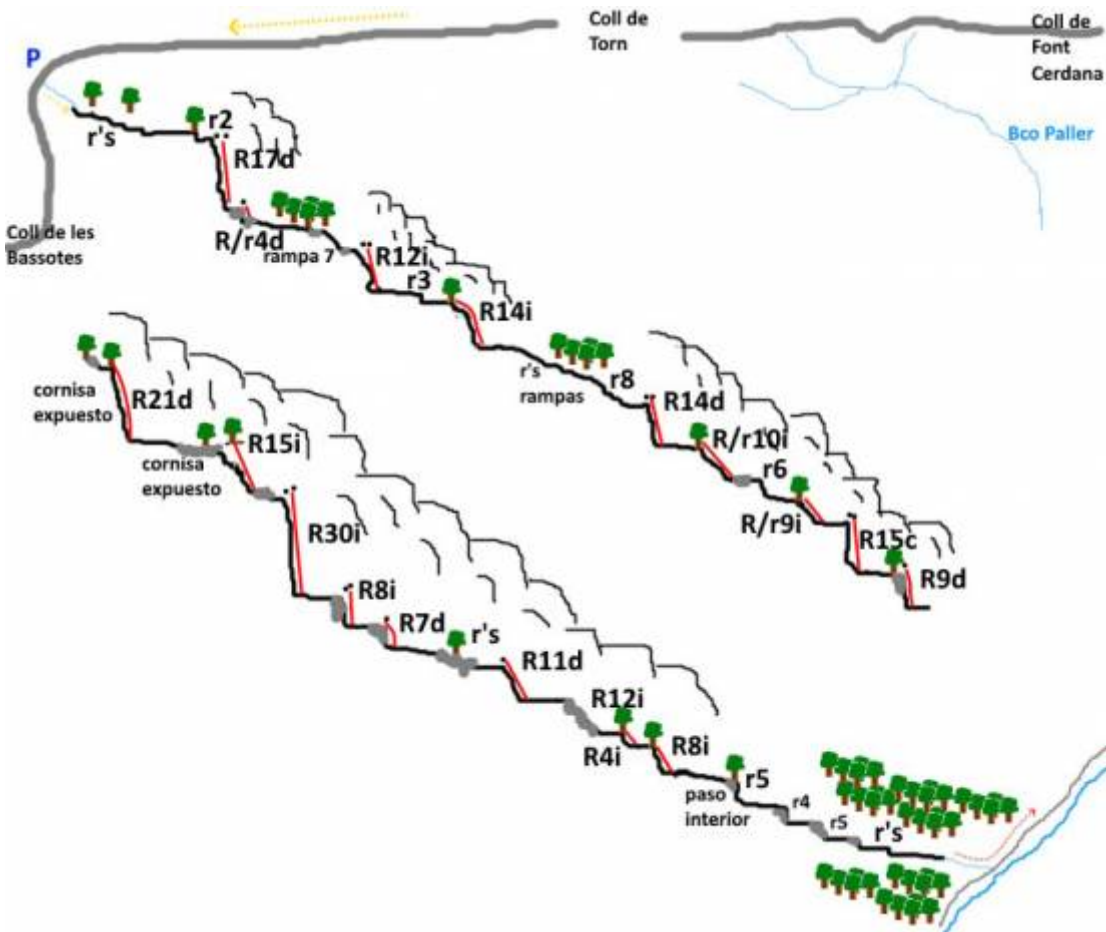 Coll de
Torn
Coll de
Font
Cerdana
P
r's
r2
R17d
Bco Paller
Coll de les
Bassotes
R/r4d
rampa 7
R12i
r3
R14i
r's
rampas
r8
R14d
R/r10i
r6
R/r9i
R15c
R9d
cornisa
expuesto
R21d
cornisa
expuesto
R15i
R30i
R8i
R7d
r's
R11d
R12i
R4i
R8i
paso
interior
r5
r4
r5
r's